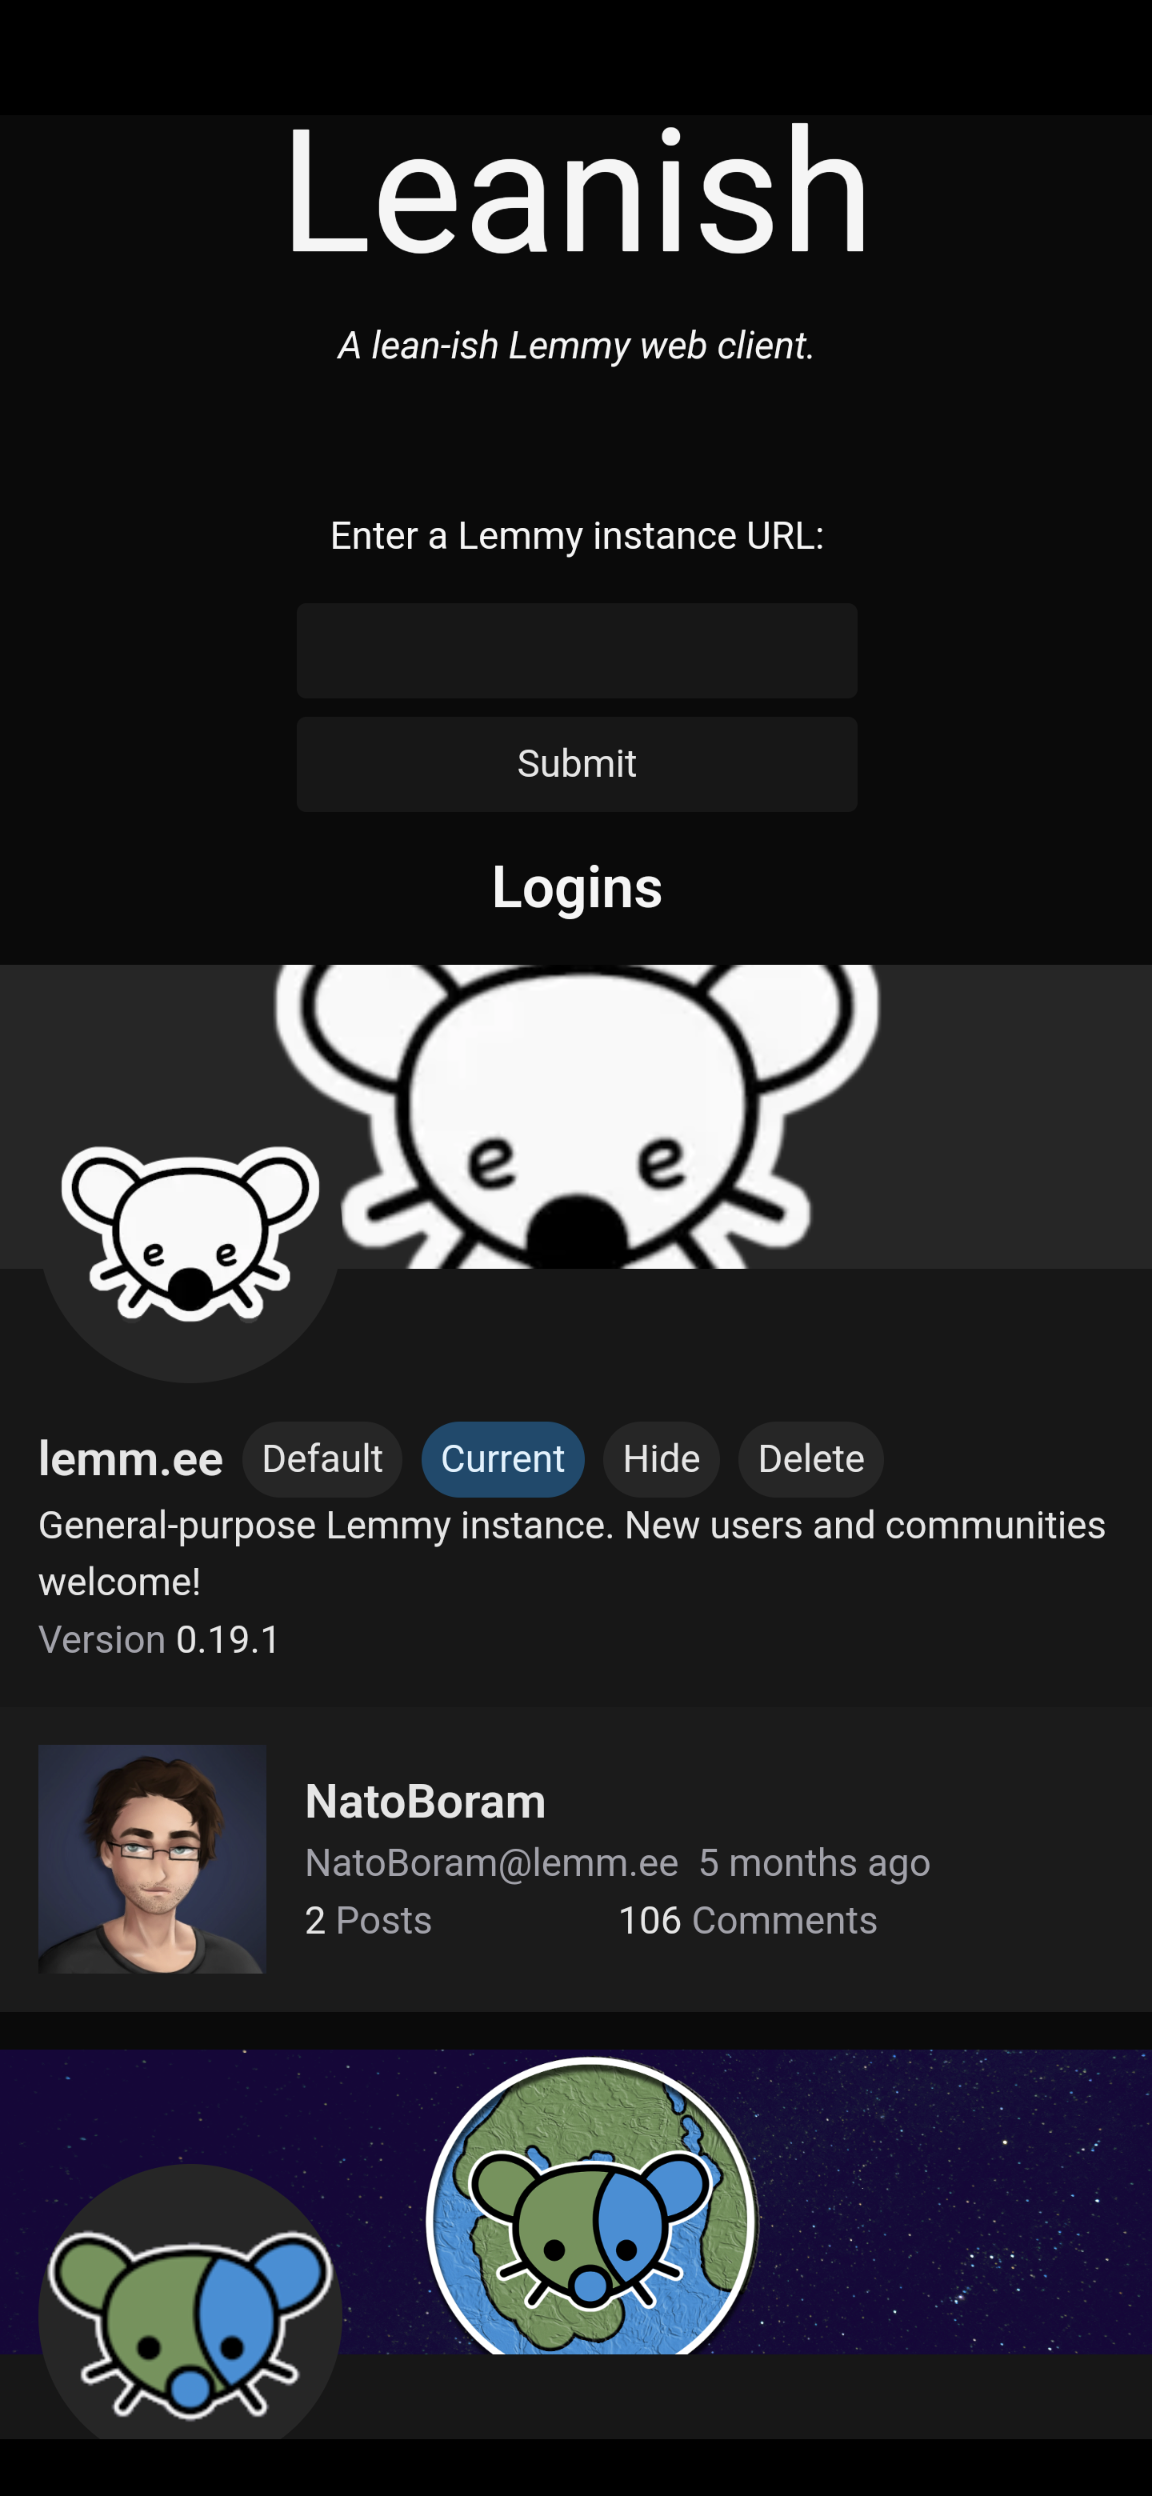 Leanish
A lean-ish Lemmy web client.
Enter a Lemmy instance URL:
Submit
Logins
e e
e e
lemm.ee Default Current Hide Delete
General-purpose Lemmy instance. New users and communities
welcome!
Version 0.19.1
NatoBoram
NatoBoram@lemm.ee 5 months ago
2 Posts 106 Comments